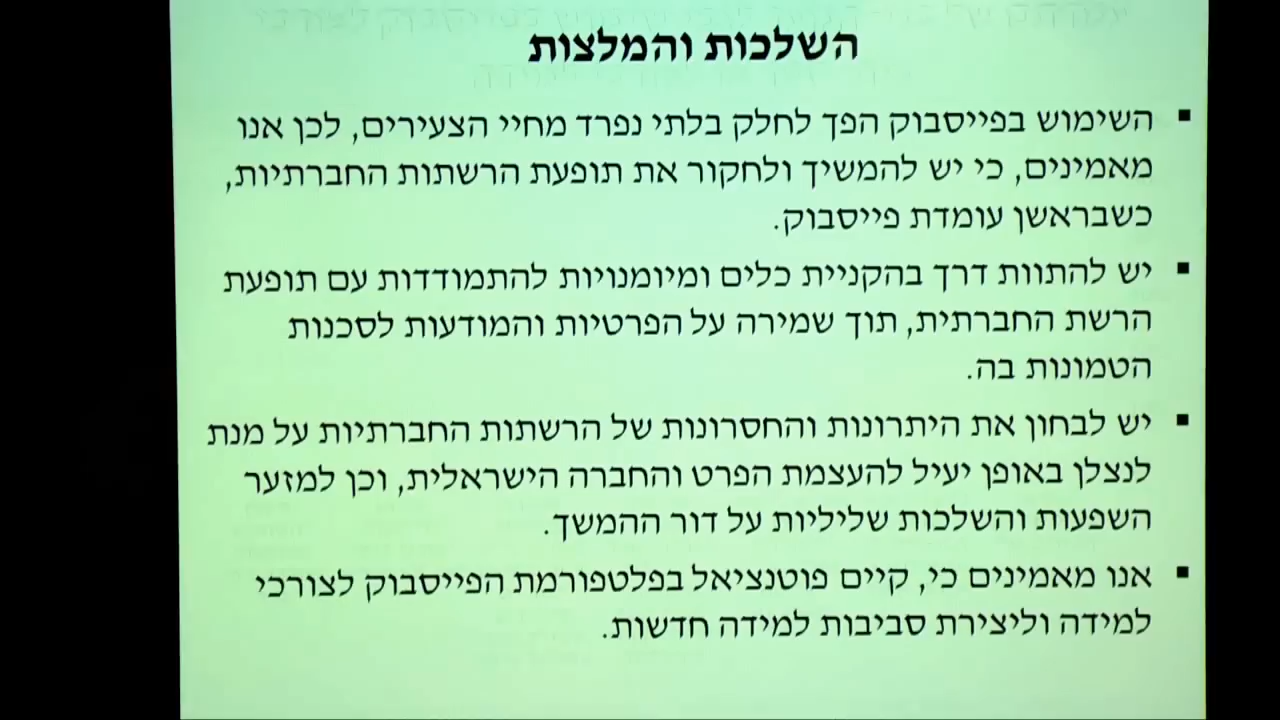 השלכות והמלצות
▪ השימוש בפייסבוק הפך לחלק בלתי נפרד מחיי הצעירים, לכן אנו
מאמינים, כי יש להמשיך ולחקור את תופעת הרשתות החברתיות,
כשבראשן עומדת פייסבוק.
▪ יש להתוות דרך בהקניית כלים ומיומנויות להתמודדות עם תופעת
הרשת החברתית, תוך שמירה על הפרטיות והמודעות לסכנות
הטמונות בה.
▪ יש לבחון את היתרונות והחסרונות של הרשתות החברתיות על מנת
לנצלן באופן יעיל להעצמת הפרט והחברה הישראלית, וכן למזער
השפעות והשלכות שליליות על דור ההמשך.
▪ אנו מאמינים כי, קיים פוטנציאל בפלטפורמת הפייסבוק לצורכי
למידה וליצירת סביבות למידה חדשות.